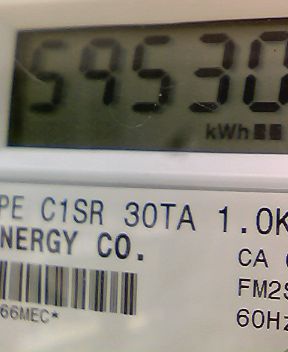 59530
kWh
PE C1SR 30TA 1.0K
NERGY CO.
CA
FM2S
66MEC*
60Hz